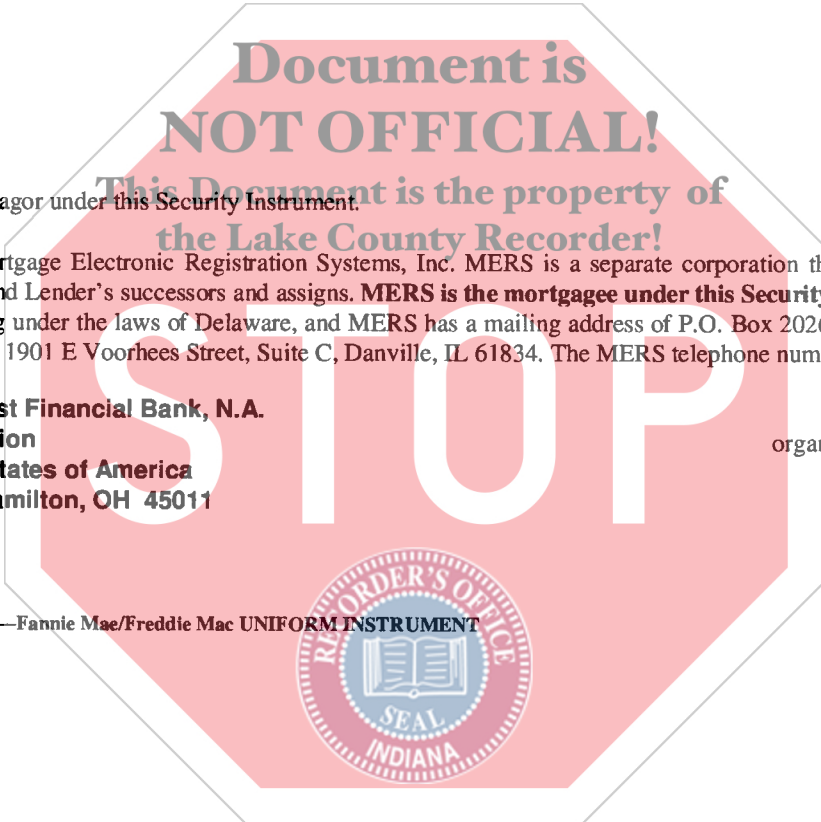 Document is
NOT OFFICIAL!
This Document is the property of
agor under this Security Instrument.
the Lake County Recorder!
rtgage Electronic Registration Systems, Inc. MERS is a separate corporation th
nd Lender's successors and assigns. MERS is the mortgagee under this Security
g under the laws of Delaware, and MERS has a mailing address of P.O. Box 2026
1901 E Voorhees Street, Suite C, Danville, IL 61834. The MERS telephone num
STOP
st Financial Bank, N.A.
ion
organ
tates of America
amilton, OH 45011
—Fannie Mae/Freddie Mac UNIFORM INSTRUMENT
RECORDER'S OFFICE
SEAL
INDIANA